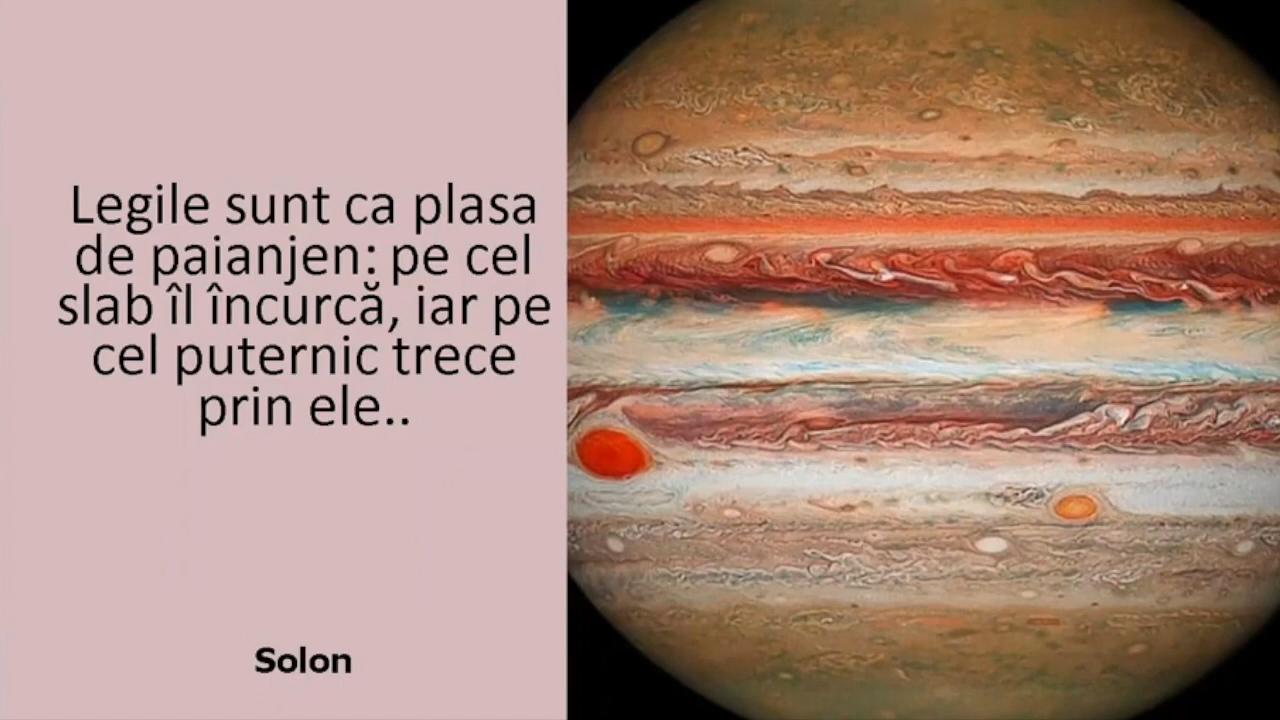 Legile sunt ca plasa
de paianjen: pe cel
slab îl încurcă, iar pe
cel puternic trece
prin ele..
Solon